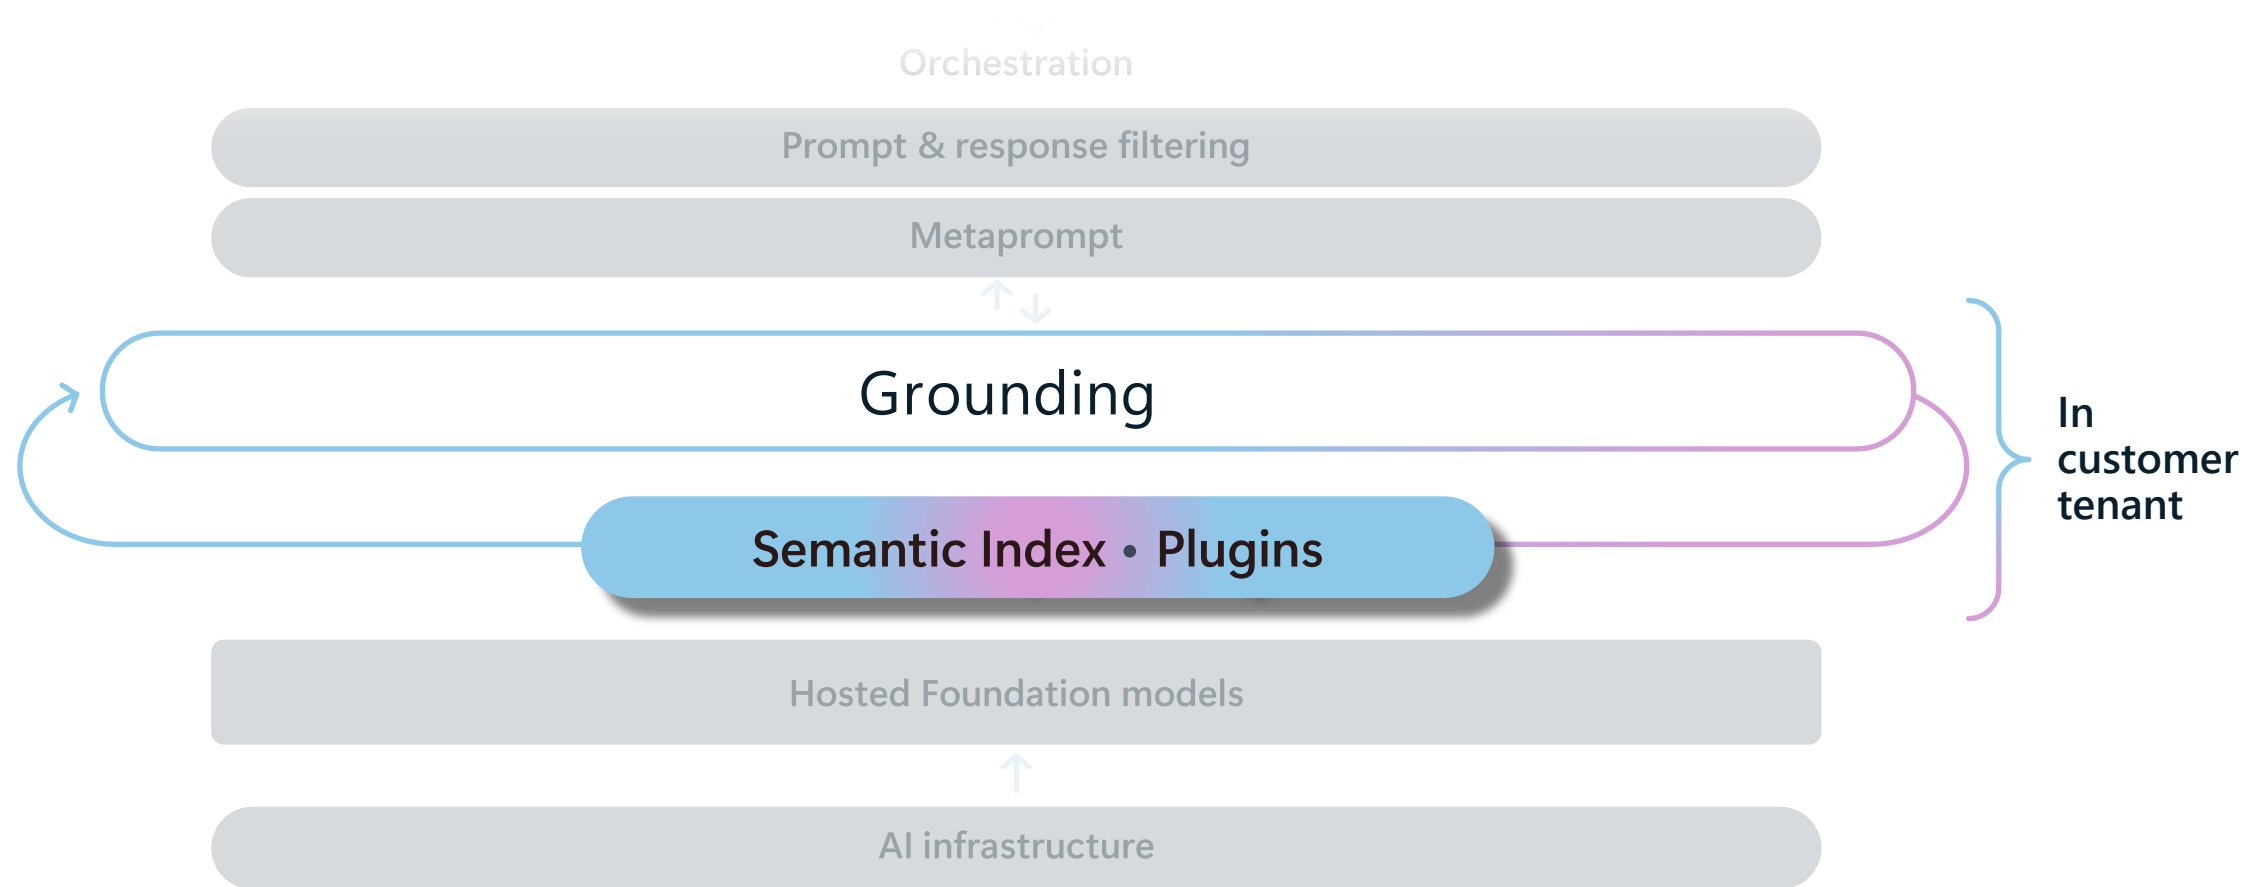 Orchestration
Prompt & response filtering
Metaprompt
Grounding
In
customer
tenant
Semantic Index • Plugins
Hosted Foundation models
AI infrastructure